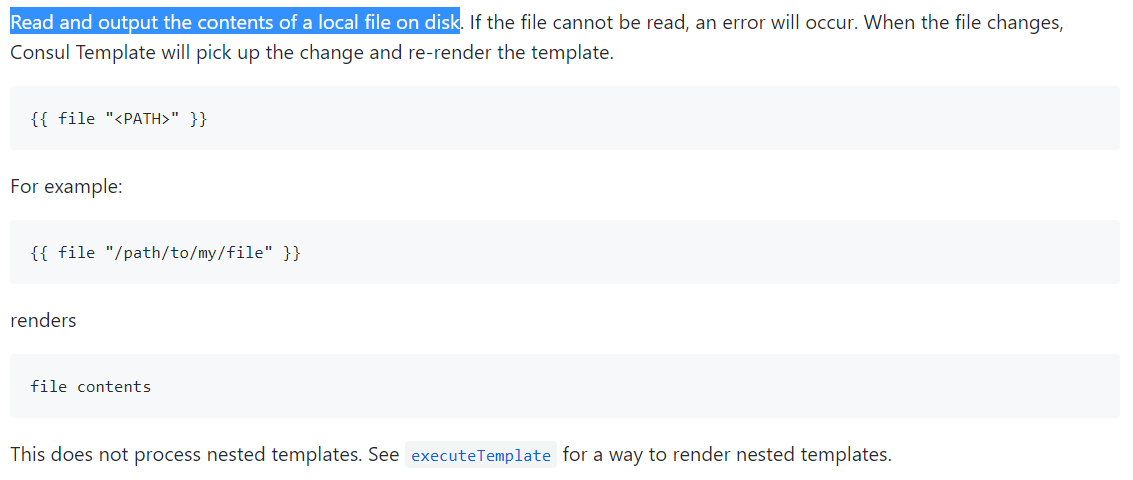 Read and output the contents of a local file on disk. If the file cannot be read, an error will occur. When the file changes,
Consul Template will pick up the change and re-render the template.
{{ file "<PATH>" }}
For example:
{{ file "/path/to/my/file" }}
renders
file contents
This does not process nested templates. See executeTemplate for a way to render nested templates.